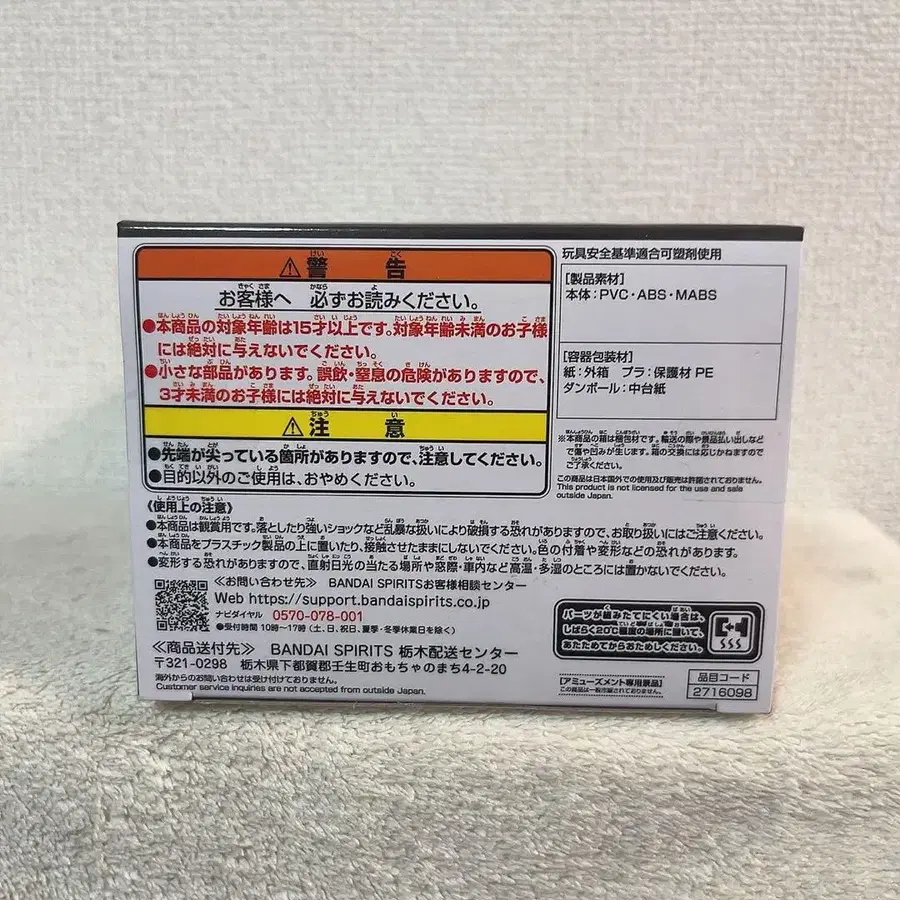 ⚠警告
お客様へ 必ずお読みください。
●本商品の対象年齢は15才以上です。対象年齢未満のお子様
には絶対に与えないでください。
●小さな部品があります。誤飲・窒息の危険がありますので、
3才未満のお子様には絶対に与えないでください。
⚠注意
●先端が尖っている箇所がありますので、注意してください。
●目的以外のご使用は、おやめください。
玩具安全基準適合可塑剤使用
[製品素材]
本体:PVC・ABS・MABS
[容器包装材]
紙:外箱 プラ:保護材 PE
ダンボール:中台紙
※本商品の箱は梱包材です。輸送の際や景品払い出しなど
で傷や凹みが生じます。箱の交換には応じかねますので
ご了承ください。
本商品は日本国外での使用及び販売は許諾されておりません。
This product is not licensed for the use and sale
outside Japan.
《使用上の注意》
●本商品は観賞用です。落としたり強いショックなど乱暴な扱いにより破損する恐れがありますので、お取り扱いにはご注意ください。
●本商品をプラスチック製品の上に置いたり、接触させたままにしないでください。色の付着や変形などの恐れがあります。
●変形する恐れがありますので、直射日光の当たる場所や窓際・車内など高温・多湿のところには置かないでください。
≪お問い合わせ先≫ BANDAI SPIRITSお客様相談センター
Web https://support.bandaispirits.co.jp
ナビダイヤル 0570-078-001
●受付時間 10時~17時(土、日、祝日、夏季・冬季休業日を除く)
≪商品送付先≫ BANDAI SPIRITS 栃木配送センター
〒321-0298 栃木県下都賀郡壬生町おもちゃのまち4-2-20
海外からのお問い合わせは受け付けておりません。
Customer service inquiries are not accepted from outside Japan.
パーツが組みたてにくい場合は、
しばらく20℃程度の場所に置いて、
あたためてからおためしください。
[アミューズメント専用景品]
この商品は一般市販されておりません。
品目コード
2716098